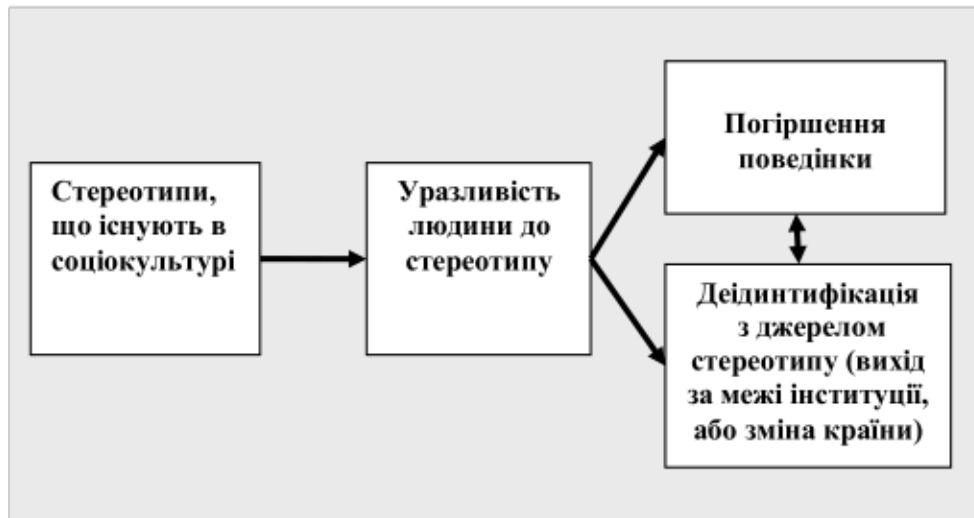 Стереотипи,
що існують в
соціокультурі
Уразливість
людини до
стереотипу
Погіршення
поведінки
Деідинтифікація
з джерелом
стереотипу (вихід
за межі інституції,
або зміна країни)